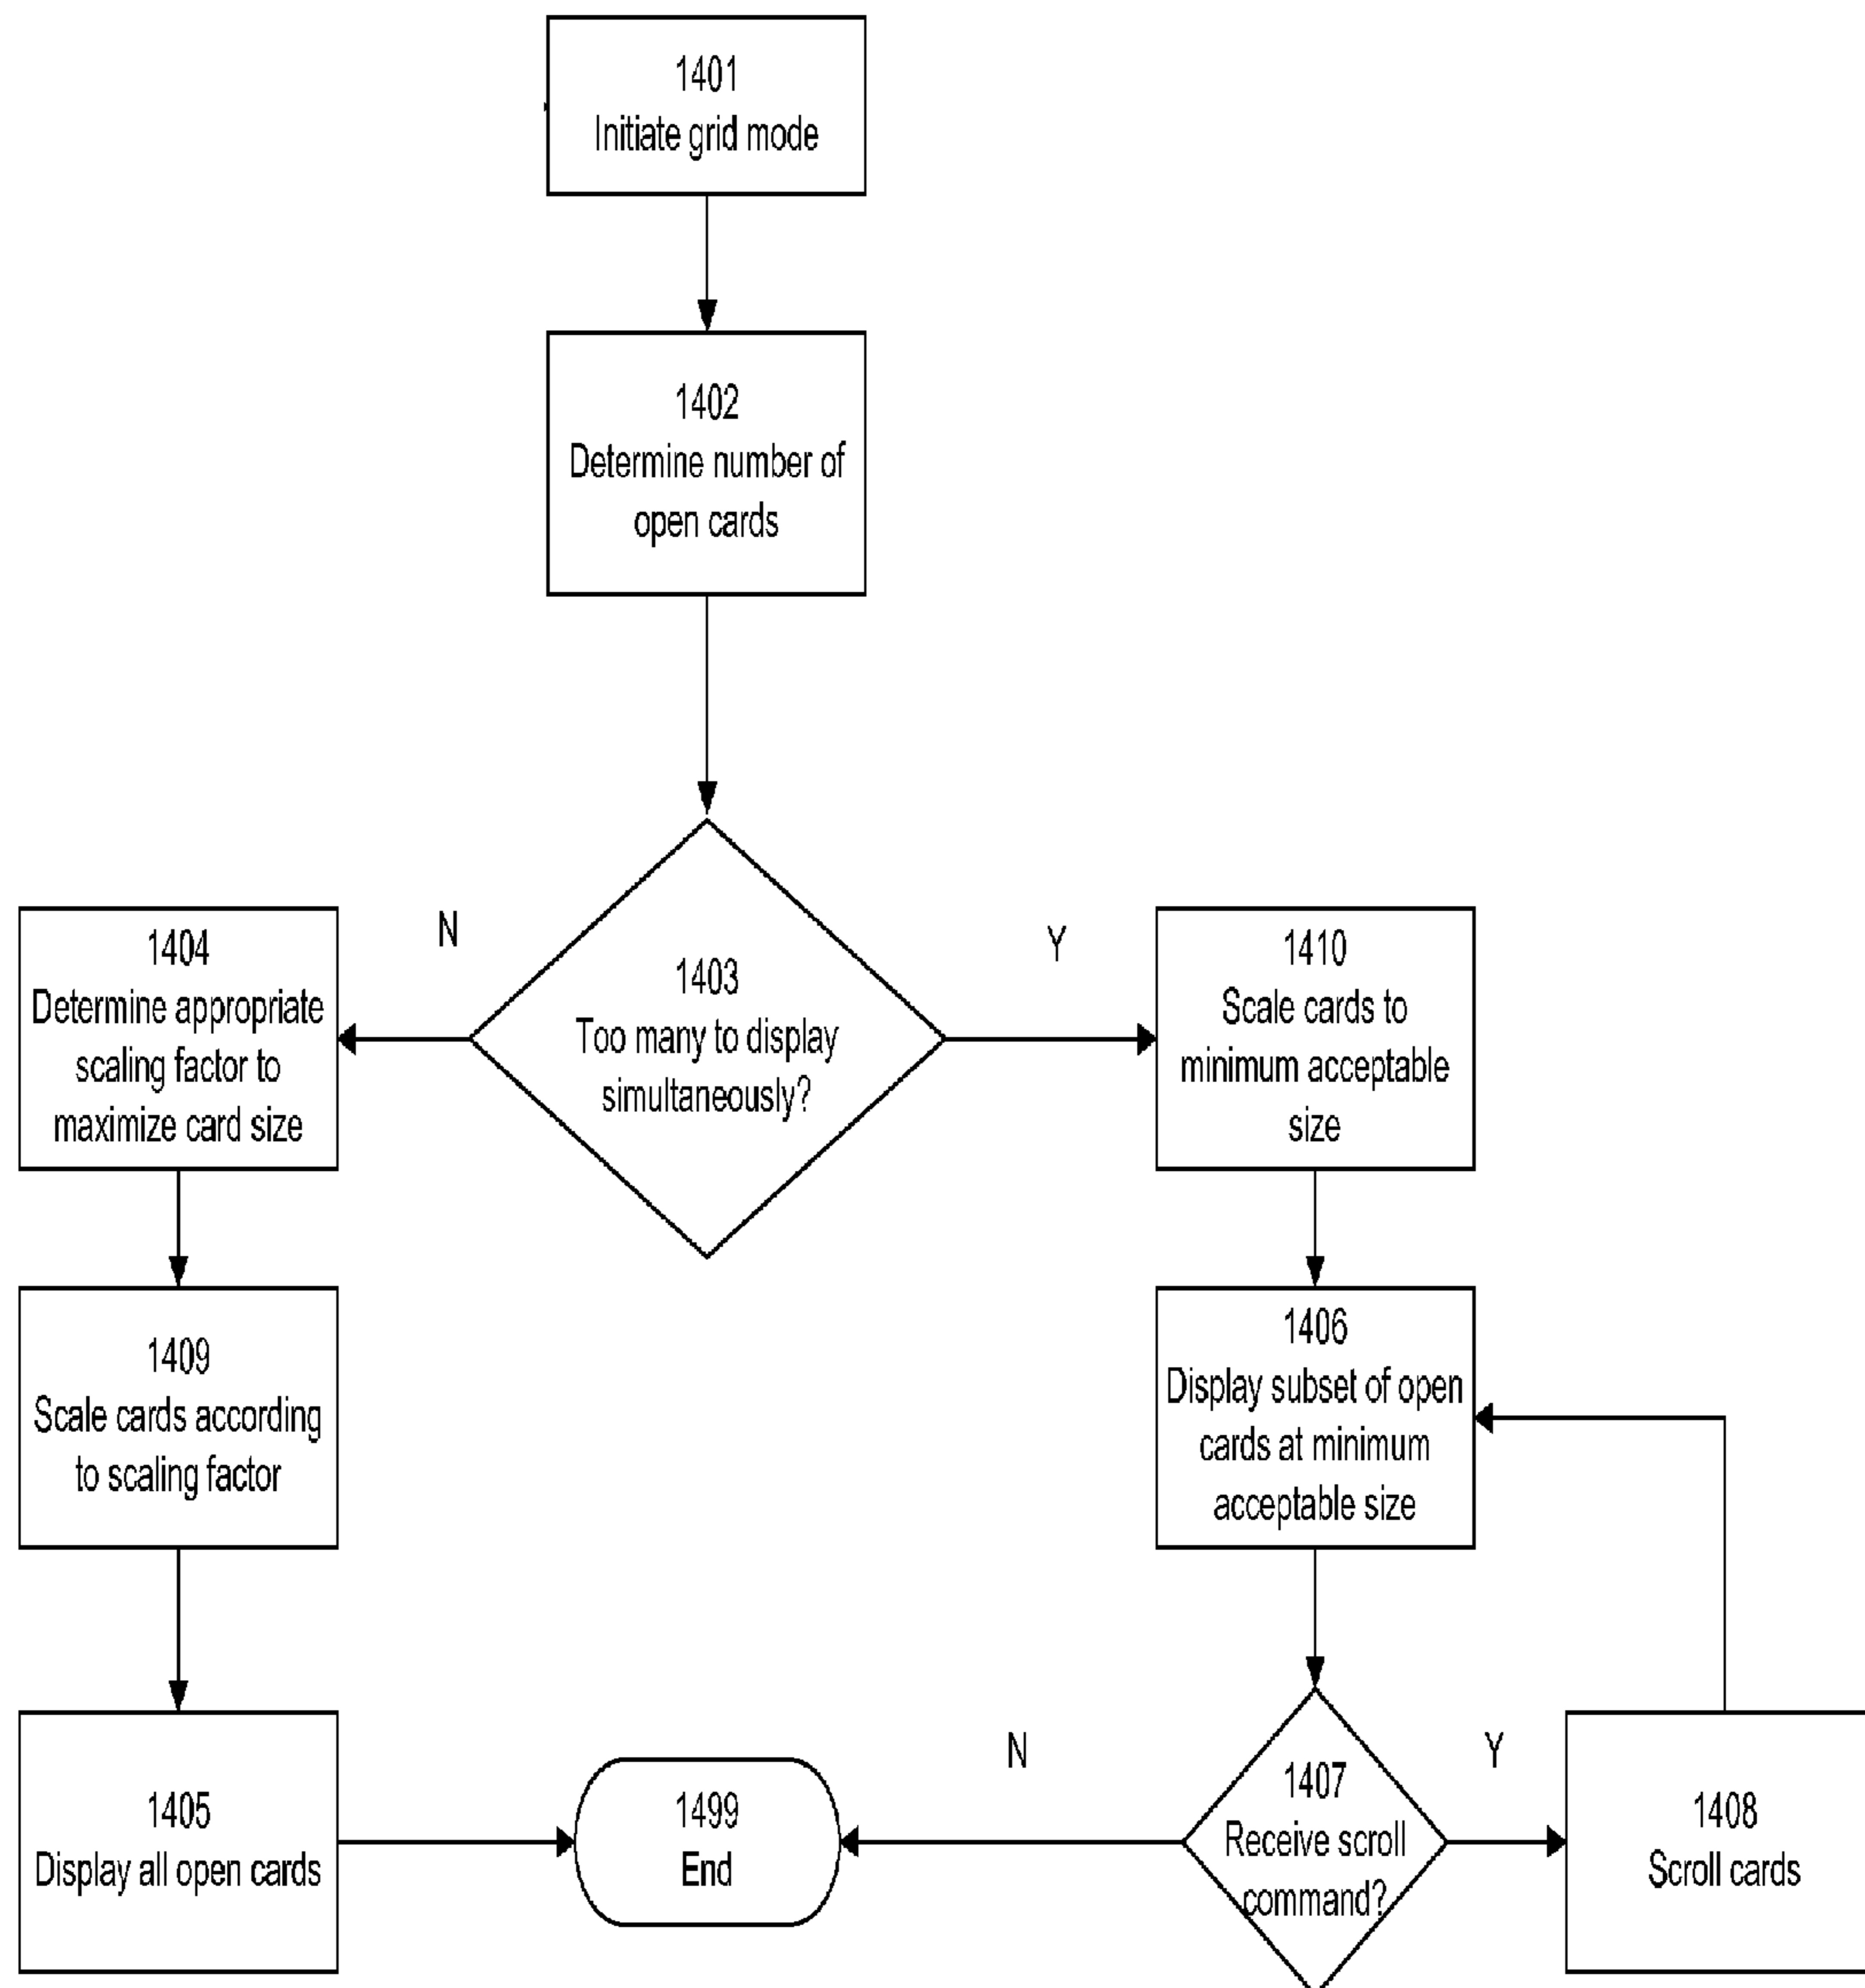 1401
Initiate grid mode
1402
Determine number of
open cards
N
Y
1404
Determine appropriate
scaling factor to
maximize card size
1403
Too many to display
simultaneously?
1410
Scale cards to
minimum acceptable
size
1409
Scale cards according
to scaling factor
1406
Display subset of open
cards at minimum
acceptable size
1405
Display all open cards
1499
End
N
1407
Receive scroll
command?
Y
1408
Scroll cards